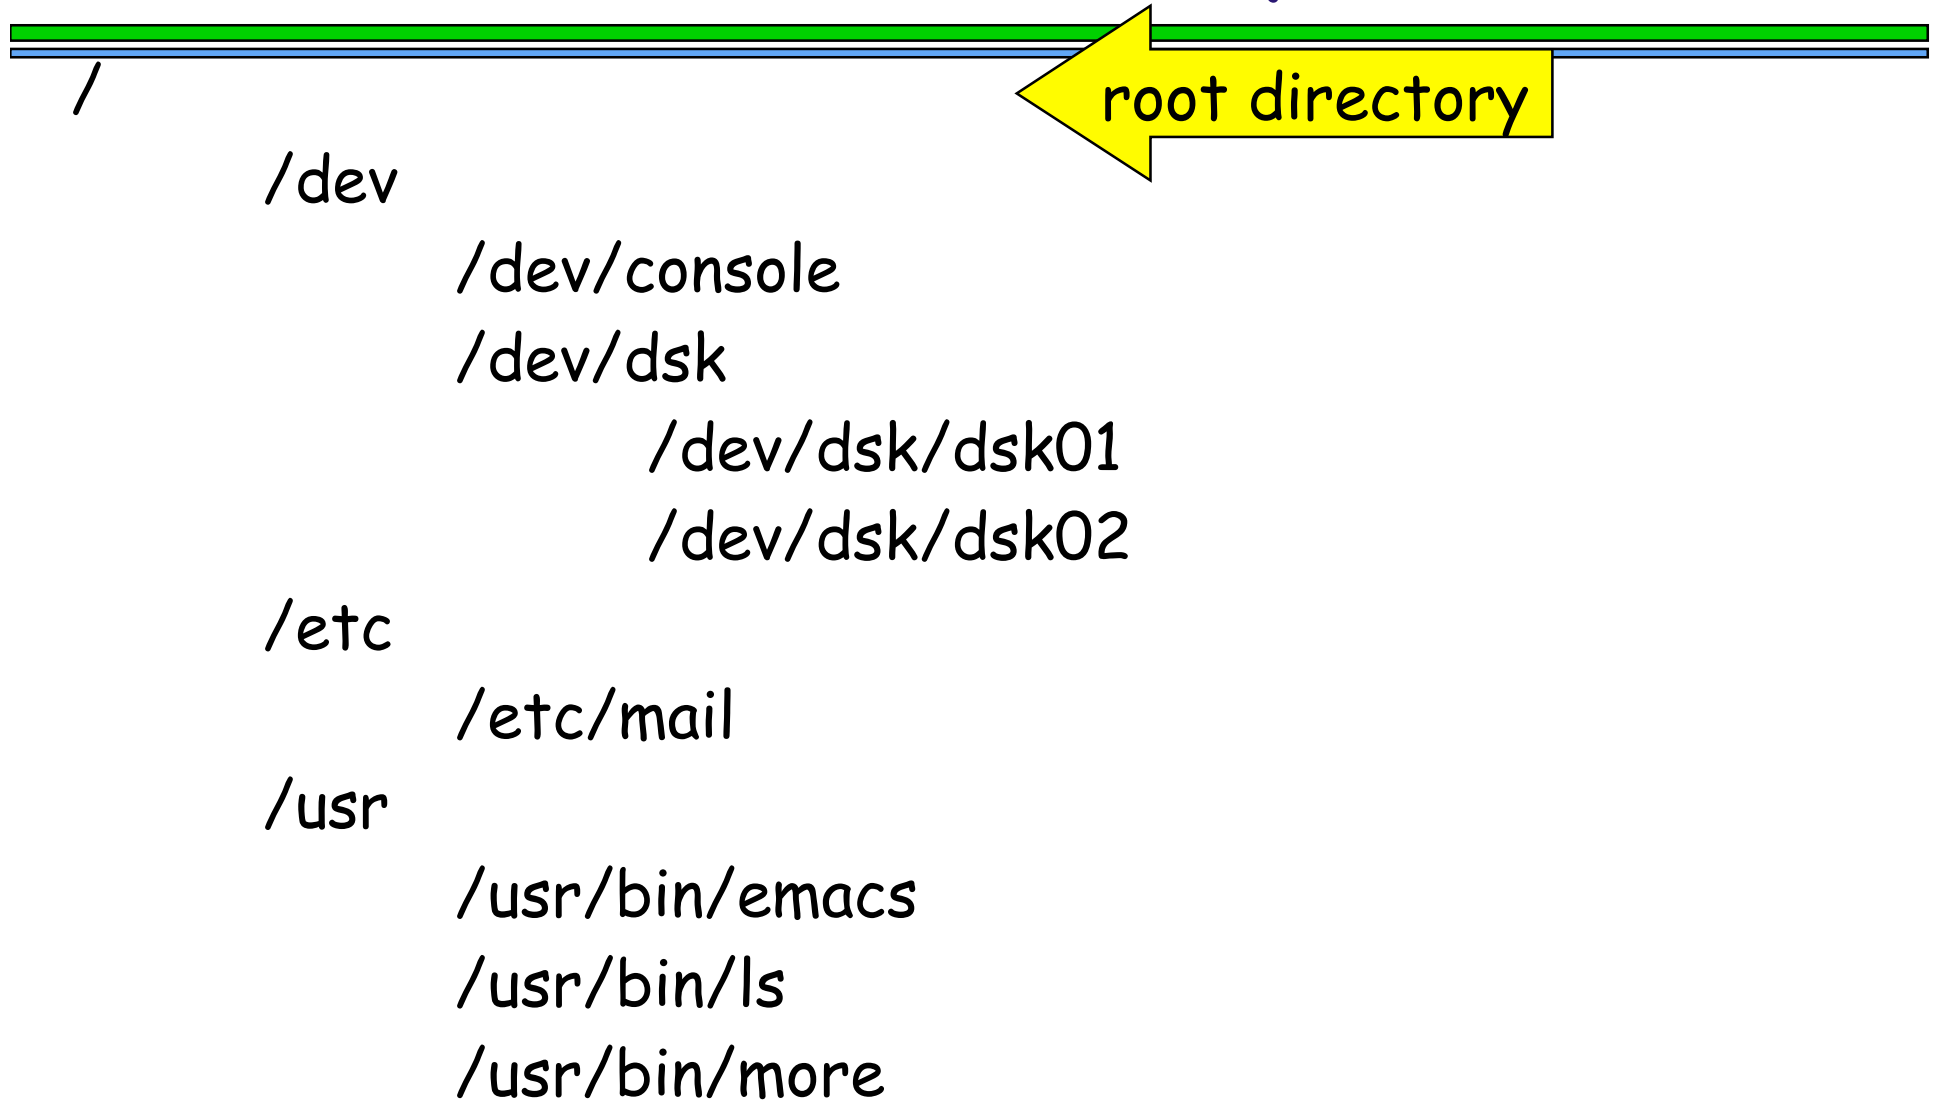 /
root directory
/dev
/dev/console
/dev/dsk
/dev/dsk/dsk01
/dev/dsk/dsk02
/etc
/etc/mail
/usr
/usr/bin/emacs
/usr/bin/ls
/usr/bin/more